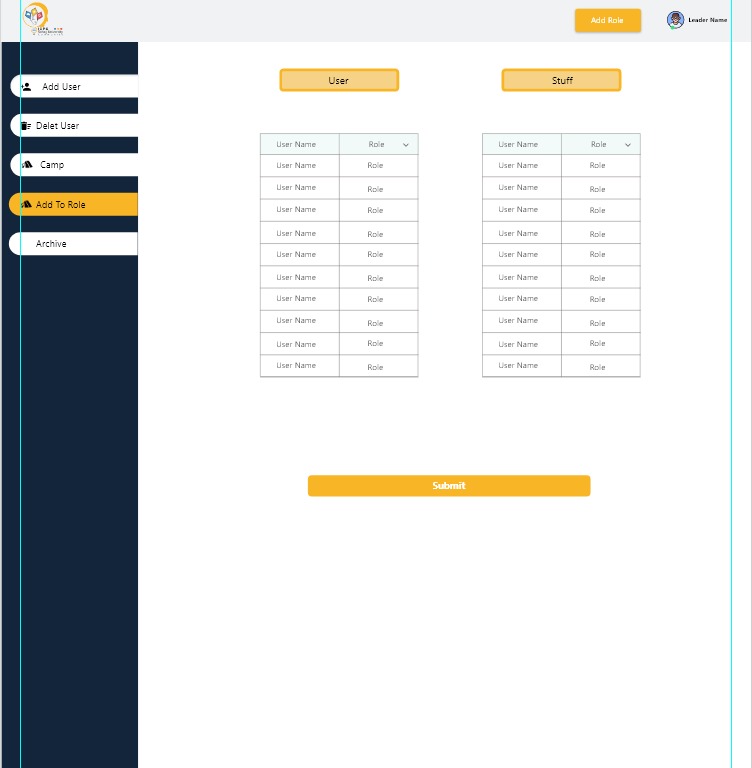 Add Role
Leader Name
Add User
Delet User
Camp
Add To Role
Archive
User
Stuff
User Name Role User Name Role
User Name Role User Name Role
User Name Role User Name Role
User Name Role User Name Role
User Name Role User Name Role
User Name Role User Name Role
User Name Role User Name Role
User Name Role User Name Role
User Name Role User Name Role
User Name Role User Name Role
User Name Role User Name Role
Submit